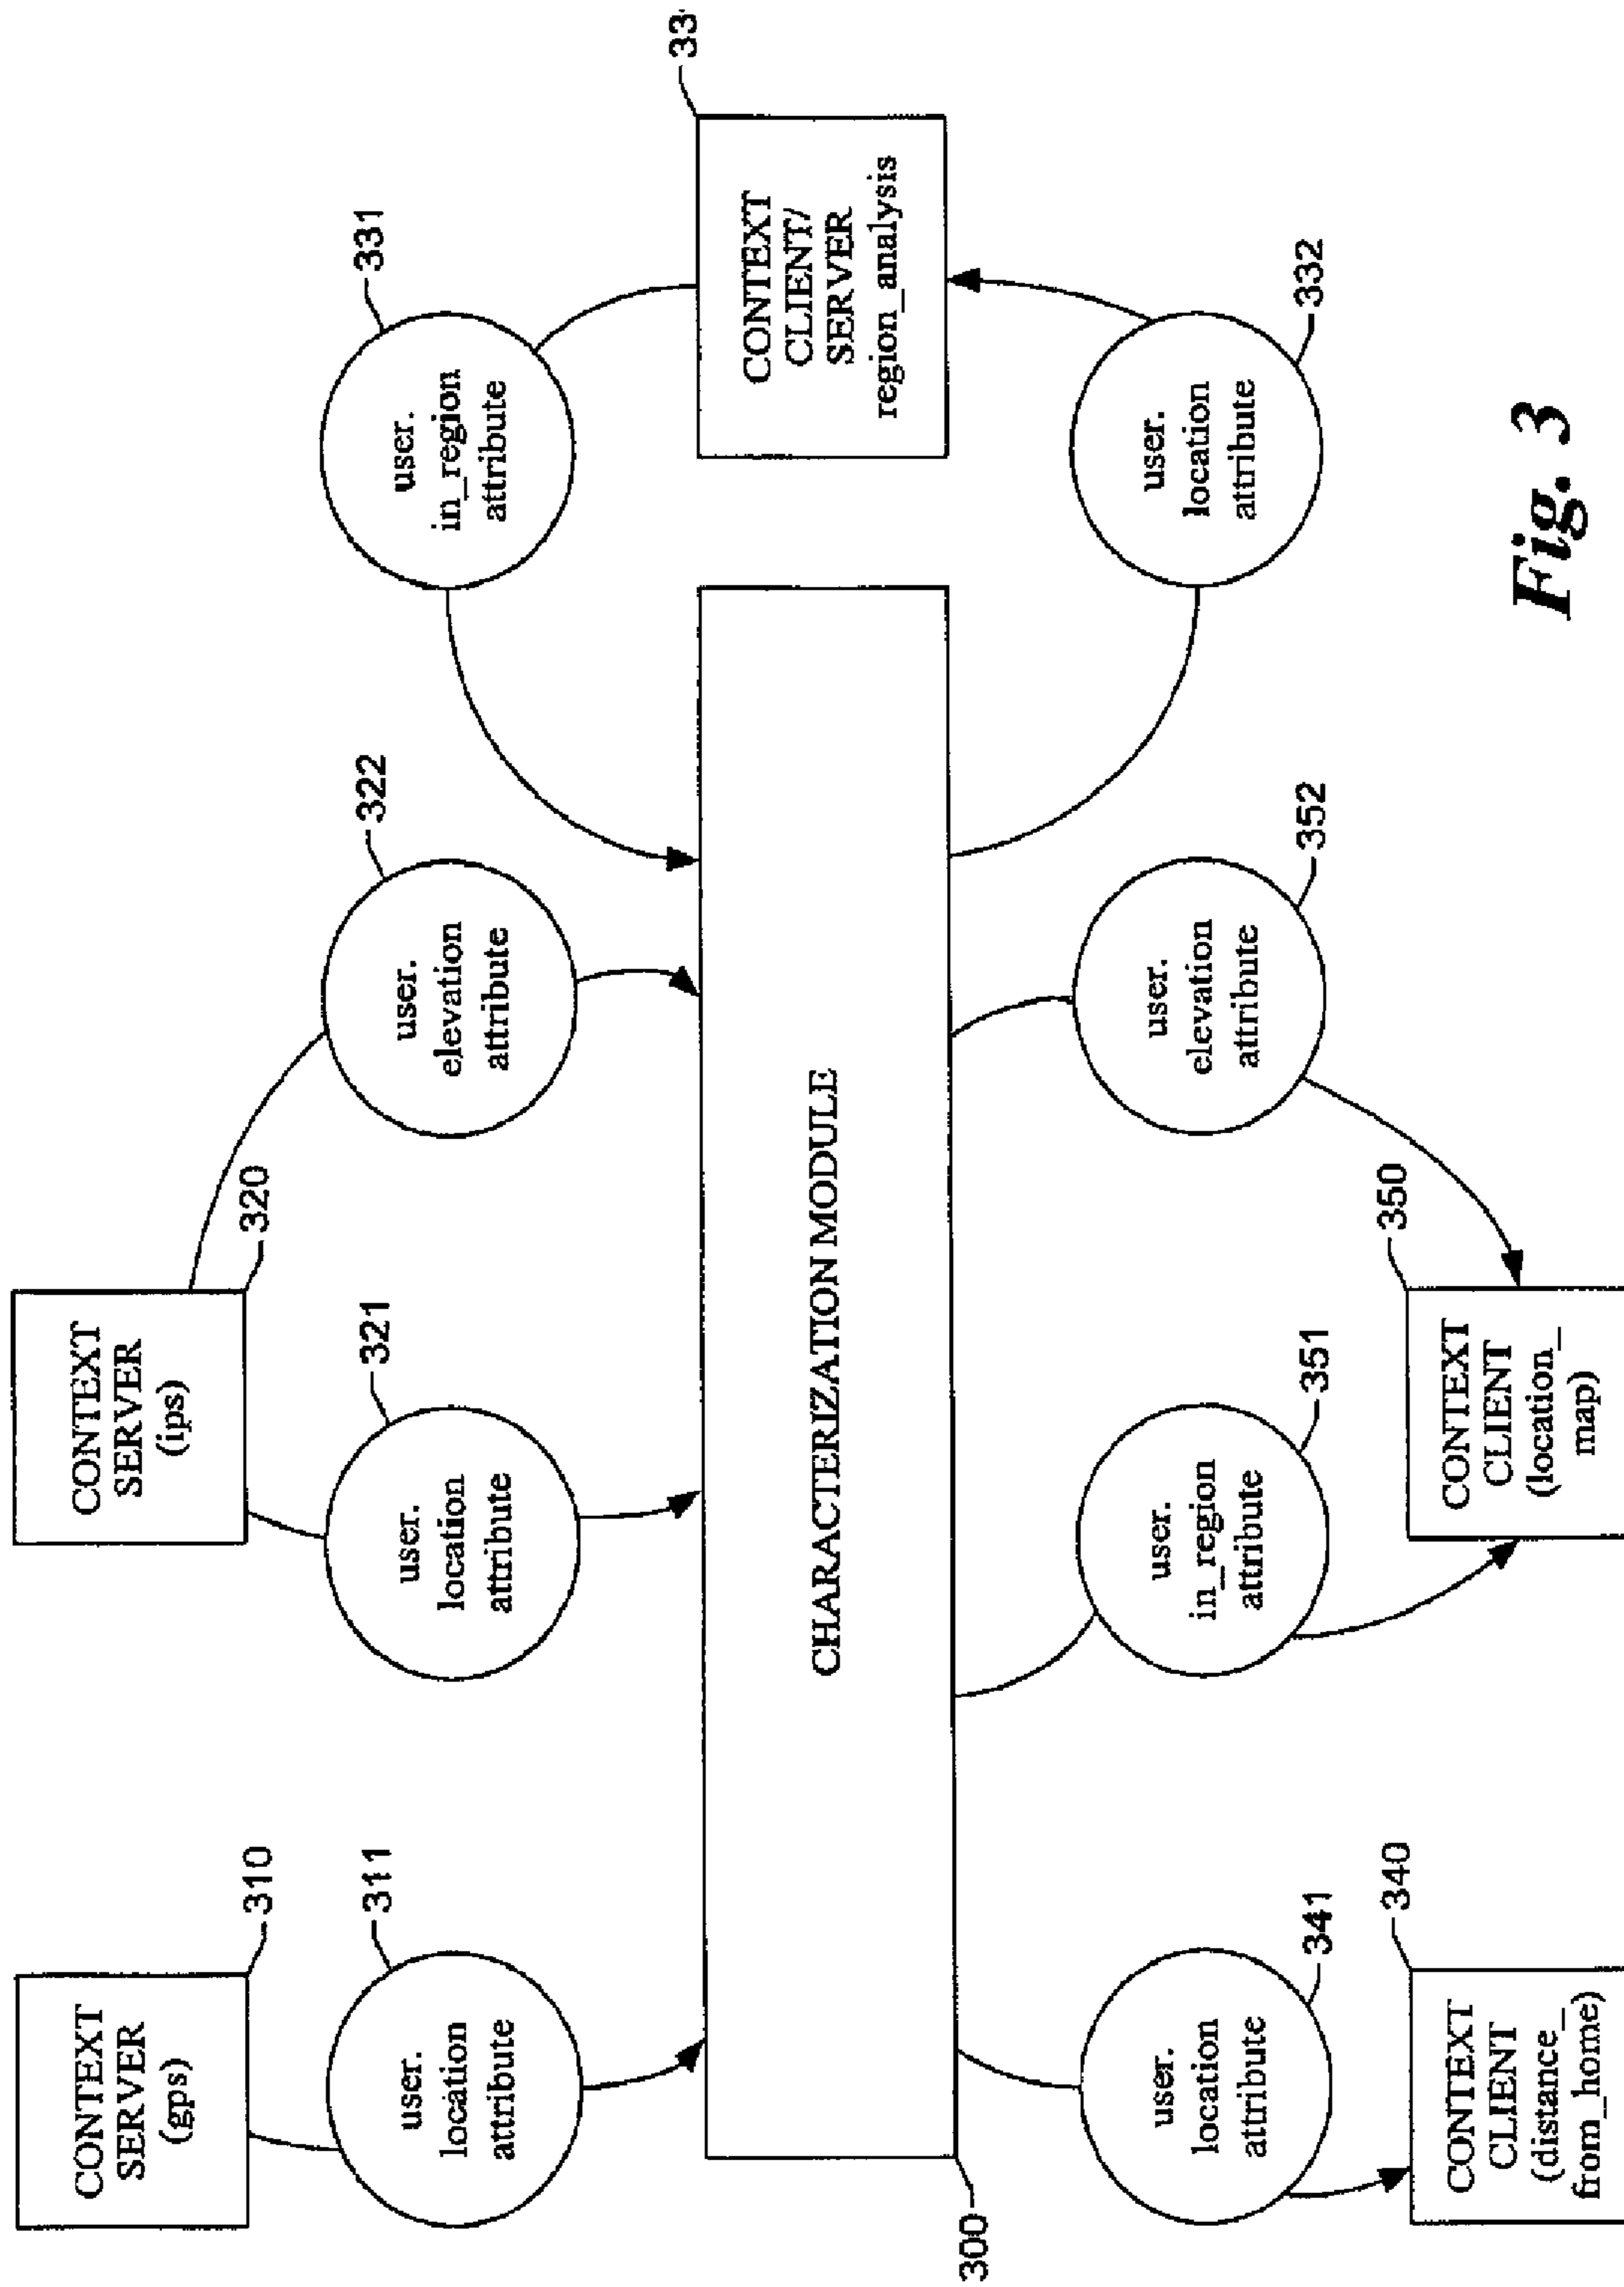 CONTEXT
SERVER
(gps)
310
CONTEXT
SERVER
(ips)
320
user.
location
attribute
311
user.
location
attribute
321
user.
elevation
attribute
322
user.
in_region
attribute
331
CHARACTERIZATION MODULE
300
CONTEXT
CLIENT/
SERVER
region_analysis
33
user.
location
attribute
341
user.
in_region
attribute
351
user.
elevation
attribute
352
user.
location
attribute
332
CONTEXT
CLIENT
(distance_
from_home)
340
CONTEXT
CLIENT
(location_
map)
350
Fig. 3